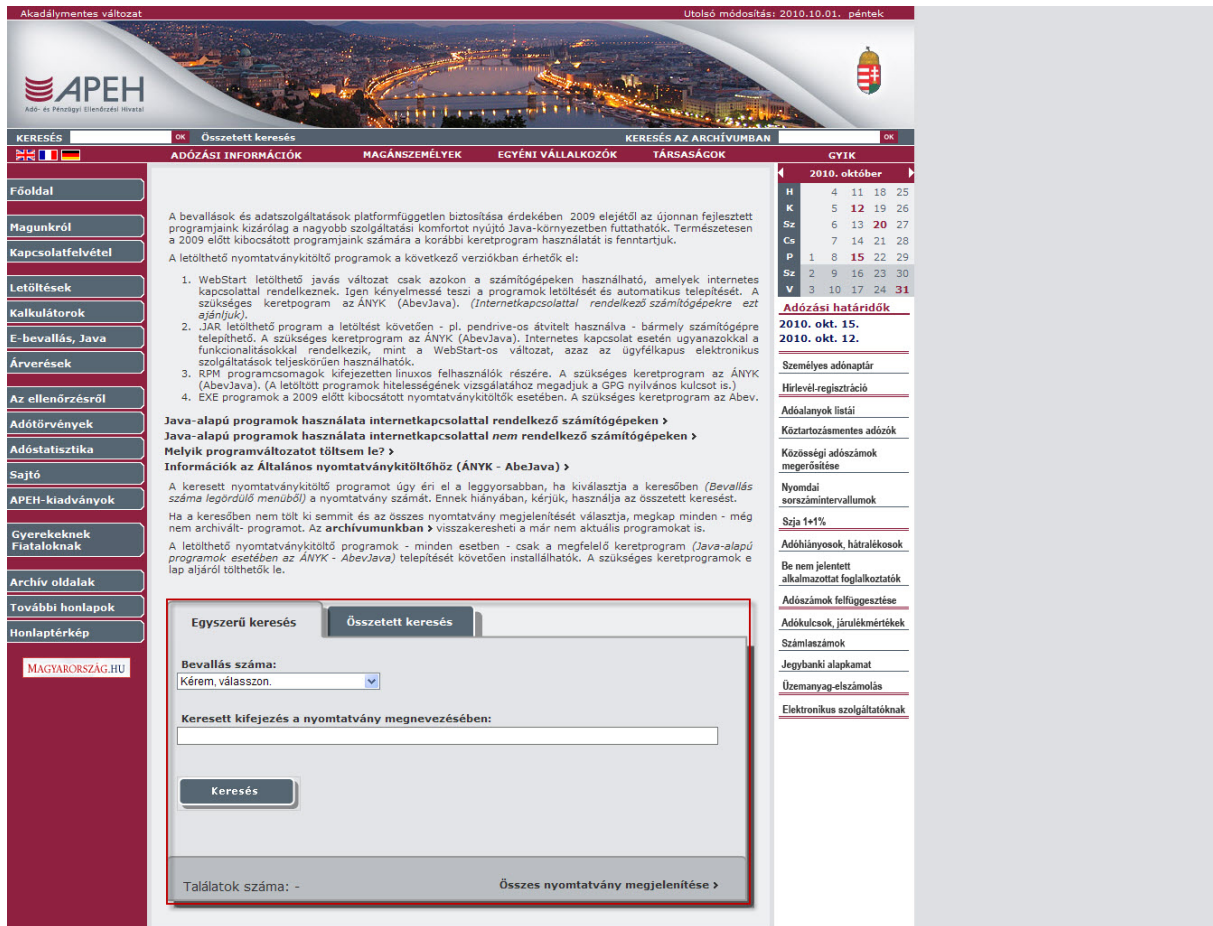 Akadálymentes változat
Utolsó módosítás: 2010.10.01. péntek
APEH
Adó- és Pénzügyi Ellenőrzési Hivatal
KERESÉS
OK
Összetett keresés
KERESÉS AZ ARCHÍVUMBAN
OK
ADÓZÁSI INFORMÁCIÓK
MAGÁNSZEMÉLYEK
EGYÉNI VÁLLALKOZÓK
TÁRSASÁGOK
GYIK
Főoldal
Magunkról
Kapcsolatfelvétel
Letöltések
Kalkulátorok
E-bevallás, Java
Árverések
Az ellenőrzésről
Adótörvények
Adóstatisztika
Sajtó
APEH-kiadványok
Gyerekeknek
Fiataloknak
Archív oldalak
További honlapok
Honlaptérkép
MAGYARORSZÁG.HU
A bevallások és adatszolgáltatások platformfüggetlen biztosítása érdekében 2009 elejétől az újonnan fejlesztett
programjaink kizárólag a nagyobb szolgáltatási komfortot nyújtó Java-környezetben futtathatók. Természetesen
a 2009 előtt kibocsátott programjaink számára a korábbi keretprogram használatát is fenntartjuk.
A letölthető nyomtatványkitöltő programok a következő verziókban érhetők el:
1. WebStart letölthető javás változat csak azokon a számítógépeken használható, amelyek internetes
kapcsolattal rendelkeznek. Igen kényelmessé teszi a programok letöltését és automatikus telepítését. A
szükséges keretpogram az ÁNYK (AbevJava). (Internetkapcsolattal rendelkező számítógépekre ezt
ajánljuk).
2. .JAR letölthető program a letöltést követően - pl. pendrive-os átvitelt használva - bármely számítógépre
telepíthető. A szükséges keretprogram az ÁNYK (AbevJava). Internetes kapcsolat esetén ugyanazokkal a
funkcionalitásokkal rendelkezik, mint a WebStart-os változat, azaz az ügyfélkapus elektronikus
szolgáltatások teljeskörűen használhatók.
3. RPM programcsomagok kifejezetten linuxos felhasználók részére. A szükséges keretprogram az ÁNYK
(AbevJava). (A letöltött programok hitelességének vizsgálatához megadjuk a GPG nyilvános kulcsot is.)
4. EXE programok a 2009 előtt kibocsátott nyomtatványkitöltők esetében. A szükséges keretprogram az Abev.
Java-alapú programok használata internetkapcsolattal rendelkező számítógépeken ›
Java-alapú programok használata internetkapcsolattal nem rendelkező számítógépeken ›
Melyik programváltozatot töltsem le? ›
Információk az Általános nyomtatványkitöltőhöz (ÁNYK - AbeJava) ›
A keresett nyomtatványkitöltő programot úgy éri el a leggyorsabban, ha kiválasztja a keresőben (Bevallás
száma legördülő menüből) a nyomtatvány számát. Ennek hiányában, kérjük, használja az összetett keresést.
Ha a keresőben nem tölt ki semmit és az összes nyomtatvány megjelenítését választja, megkap minden - még
nem archivált- programot. Az archívumunkban › visszakeresheti a már nem aktuális programokat is.
A letölthető nyomtatványkitöltő programok - minden esetben - csak a megfelelő keretprogram (Java-alapú
programok esetében az ÁNYK - AbevJava) telepítését követően installálhatók. A szükséges keretprogramok e
lap aljáról tölthetők le.
Egyszerű keresés
Összetett keresés
Bevallás száma:
Kérem, válasszon.
Keresett kifejezés a nyomtatvány megnevezésében:
Keresés
Találatok száma: -
Összes nyomtatvány megjelenítése ›
2010. október
H 4 11 18 25
K 5 12 19 26
Sz 6 13 20 27
Cs 7 14 21 28
P 1 8 15 22 29
Sz 2 9 16 23 30
V 3 10 17 24 31
Adózási határidők
2010. okt. 15.
2010. okt. 12.
Személyes adónaptár
Hírlevél-regisztráció
Adóalanyok listái
Köztartozásmentes adózók
Közösségi adószámok
megerősítése
Nyomdai
sorszámintervallumok
Szja 1+1%
Adóhiányosok, hátralékosok
Be nem jelentett
alkalmazottat foglalkoztatók
Adószámok felfüggesztése
Adókulcsok, járulékmértékek
Számlaszámok
Jegybanki alapkamat
Üzemanyag-elszámolás
Elektronikus szolgáltatóknak